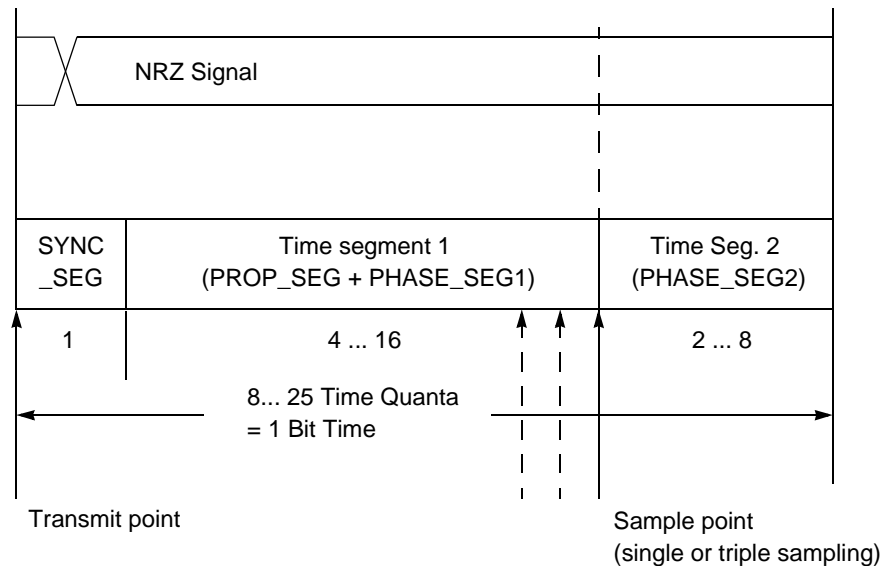 NRZ Signal
SYNC
_SEG
Time segment 1
(PROP_SEG + PHASE_SEG1)
Time Seg. 2
(PHASE_SEG2)
1
4 ... 16
2 ... 8
8... 25 Time Quanta
= 1 Bit Time
Transmit point
Sample point
(single or triple sampling)